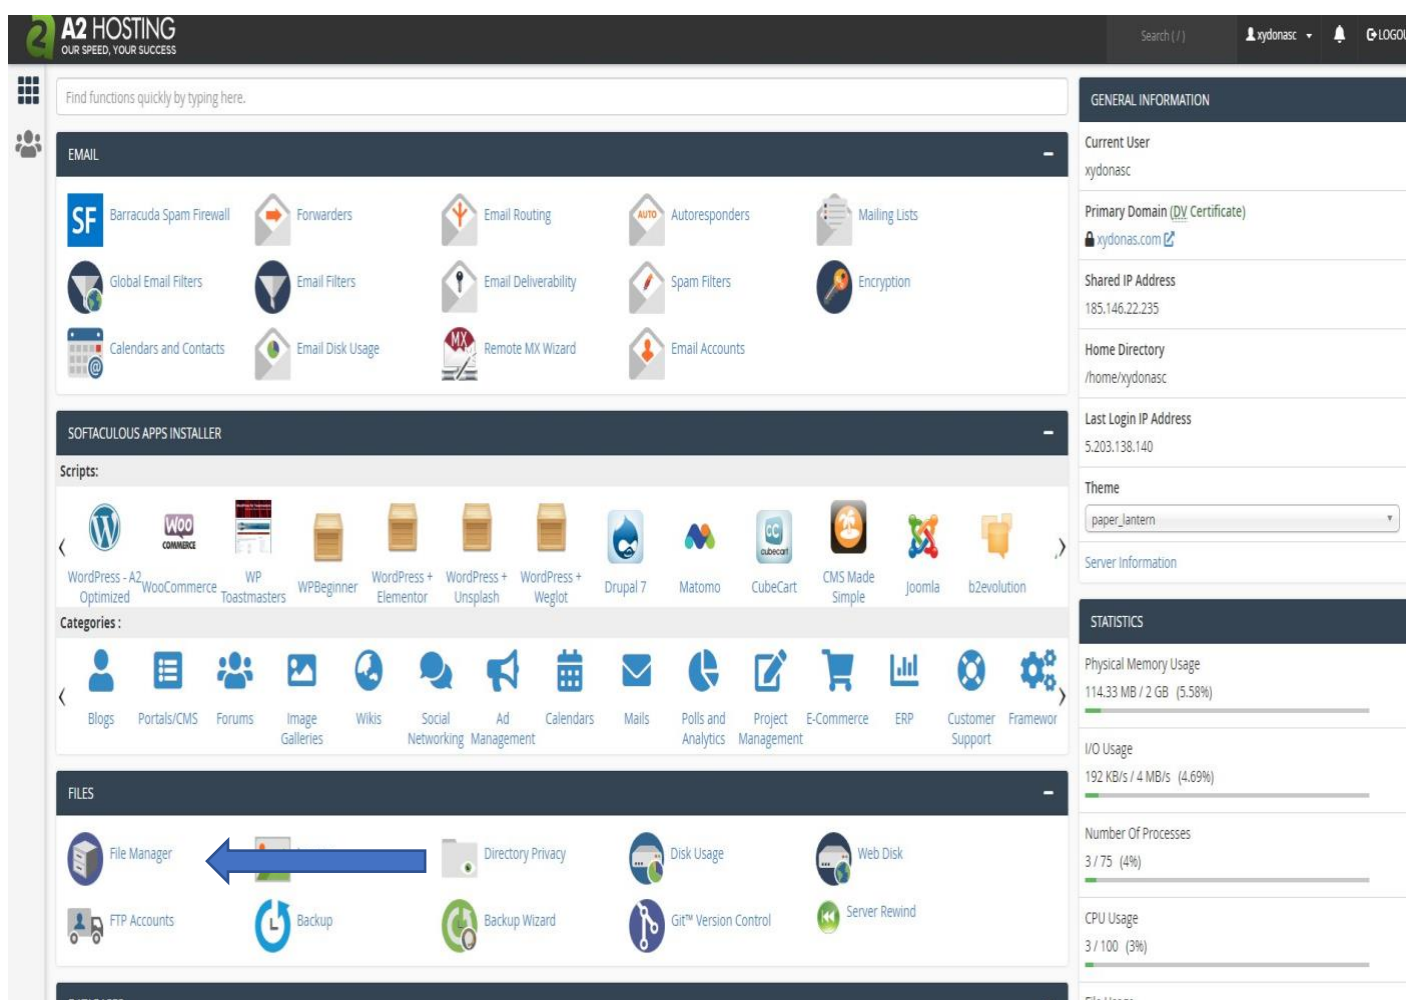 A2 HOSTING
OUR SPEED, YOUR SUCCESS
Search ( / )
xydonasc
LOGOU
Find functions quickly by typing here.
EMAIL
SF Barracuda Spam Firewall
Forwarders
Email Routing
AUTO Autoresponders
Mailing Lists
Global Email Filters
Email Filters
Email Deliverability
Spam Filters
Encryption
@ Calendars and Contacts
Email Disk Usage
MX Remote MX Wizard
Email Accounts
SOFTACULOUS APPS INSTALLER
Scripts:
WOO
COMMERCE
CC
cubecart
WordPress - A2 Optimized
WooCommerce
WP Toastmasters
WPBeginner
WordPress + Elementor
WordPress + Unsplash
WordPress + Weglot
Drupal 7
Matomo
CubeCart
CMS Made Simple
Joomla
b2evolution
Categories :
Blogs
Portals/CMS
Forums
Image Galleries
Wikis
Social Networking
Ad Management
Calendars
Mails
Polls and Analytics
Project Management
E-Commerce
ERP
Customer Support
Framewor
FILES
File Manager
Directory Privacy
Disk Usage
Web Disk
FTP Accounts
Backup
Backup Wizard
Git™ Version Control
Server Rewind
GENERAL INFORMATION
Current User
xydonasc
Primary Domain (DV Certificate)
xydonas.com
Shared IP Address
185.146.22.235
Home Directory
/home/xydonasc
Last Login IP Address
5.203.138.140
Theme
paper_lantern
Server Information
STATISTICS
Physical Memory Usage
114.33 MB / 2 GB (5.58%)
I/O Usage
192 KB/s / 4 MB/s (4.69%)
Number Of Processes
3 / 75 (4%)
CPU Usage
3 / 100 (3%)